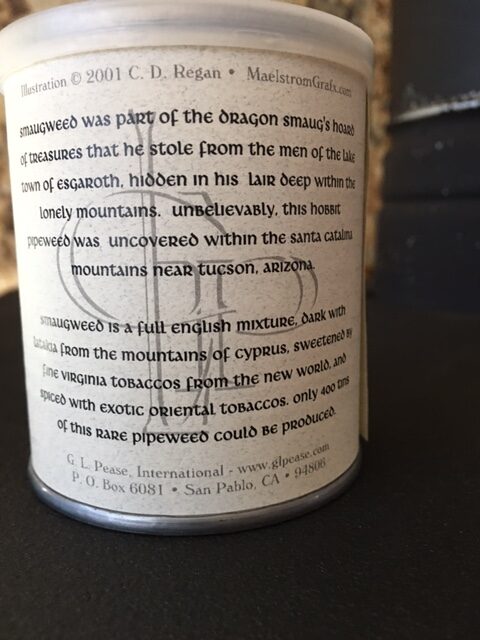 Illustration © 2001 C. D. Regan • MaelstromGrafx.com
smaugweed was part of the dragon smaug's hoard
of treasures that he stole from the men of the lake
town of esgaroth, hidden in his lair deep within the
lonely mountains. unbelievably, this hobbit
pipeweed was uncovered within the santa catalina
mountains near tucson, arizona.
smaugweed is a full english mixture, dark with
latakia from the mountains of cyprus, sweetened by
fine virginia tobaccos from the new world, and
spiced with exotic oriental tobaccos. only 400 tins
of this rare pipeweed could be produced.
G. L. Pease, International - www.glpease.com
P. O. Box 6081 • San Pablo, CA • 94806